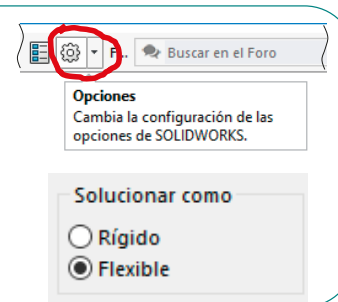 F... Buscar en el Foro
Opciones
Cambia la configuración de las
opciones de SOLIDWORKS.
Solucionar como
Rígido
Flexible